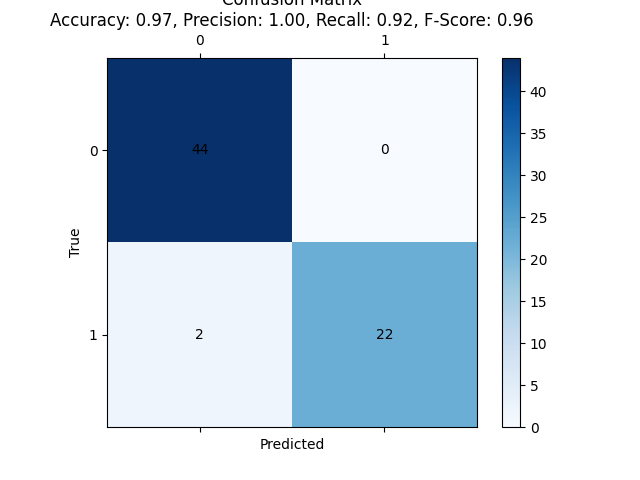 Confusion Matrix
Accuracy: 0.97, Precision: 1.00, Recall: 0.92, F-Score: 0.96
0 1
0 44 0
1 2 22
True
Predicted
40
35
30
25
20
15
10
5
0